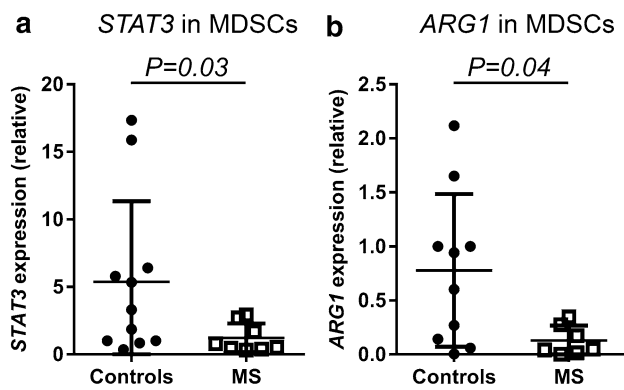 a STAT3 in MDSCs
P=0.03
STAT3 expression (relative)
20
15
10
5
0
Controls MS
b ARG1 in MDSCs
P=0.04
ARG1 expression (relative)
2.5
2.0
1.5
1.0
0.5
0.0
Controls MS